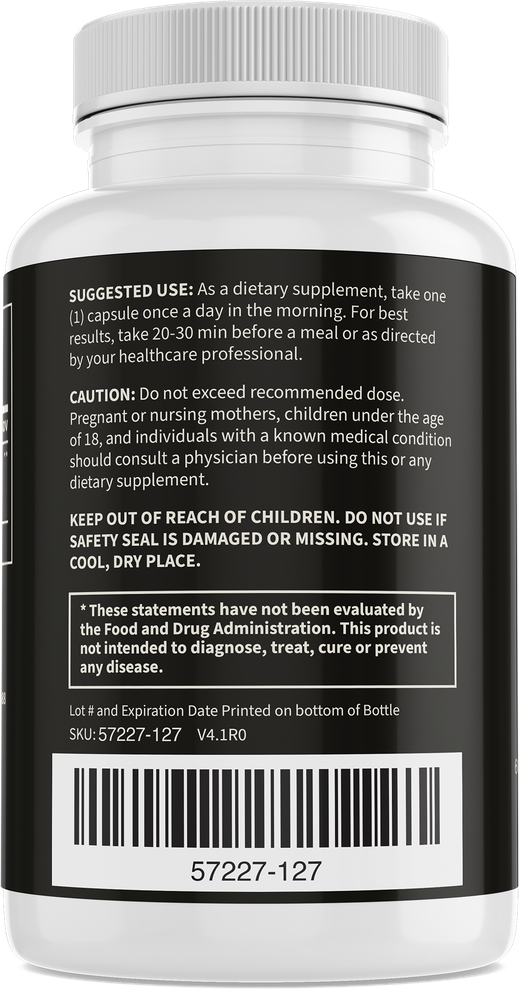 SUGGESTED USE: As a dietary supplement, take one
(1) capsule once a day in the morning. For best
results, take 20-30 min before a meal or as directed
by your healthcare professional.
CAUTION: Do not exceed recommended dose.
Pregnant or nursing mothers, children under the age
of 18, and individuals with a known medical condition
should consult a physician before using this or any
dietary supplement.
KEEP OUT OF REACH OF CHILDREN. DO NOT USE IF
SAFETY SEAL IS DAMAGED OR MISSING. STORE IN A
COOL, DRY PLACE.
* These statements have not been evaluated by
the Food and Drug Administration. This product is
not intended to diagnose, treat, cure or prevent
any disease.
Lot # and Expiration Date Printed on bottom of Bottle
SKU: 57227-127 V4.1R0
57227-127